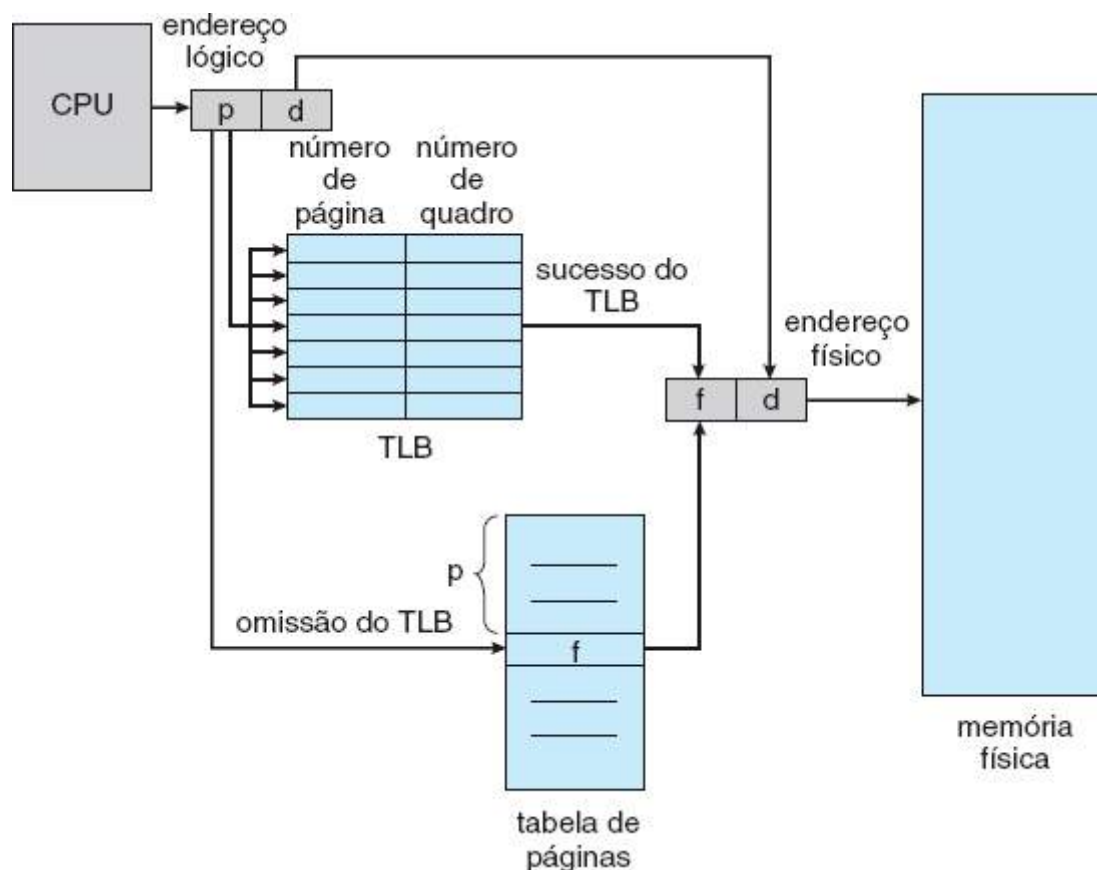 endereço
lógico
CPU
p
d
número
de
página
número
de
quadro
sucesso do
TLB
TLB
endereço
físico
f
d
p
omissão do TLB
f
tabela de
páginas
memória
física